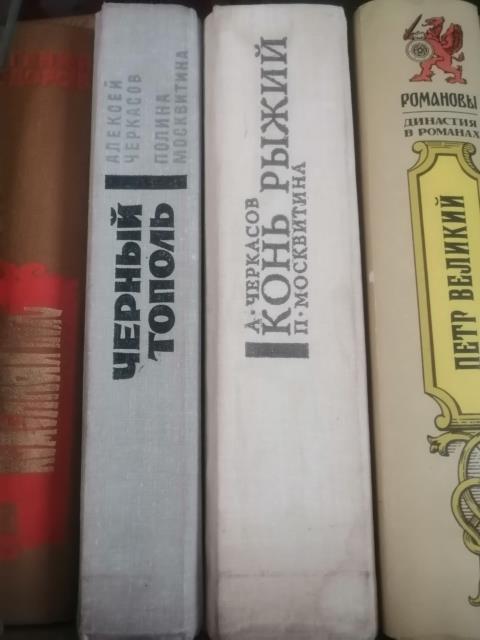 АЛЕКСЕЙ
ЧЕРКАСОВ
ПОЛИНА
МОСКВИТИНА
ЧЕРНЫЙ
ТОПОЛЬ
А·ЧЕРКАСОВ
КОНЬ РЫЖИЙ
П·МОСКВИТИНА
РОМАНОВЫ
ДИНАСТИЯ
В РОМАНАХ
ПЕТР ВЕЛИКИЙ